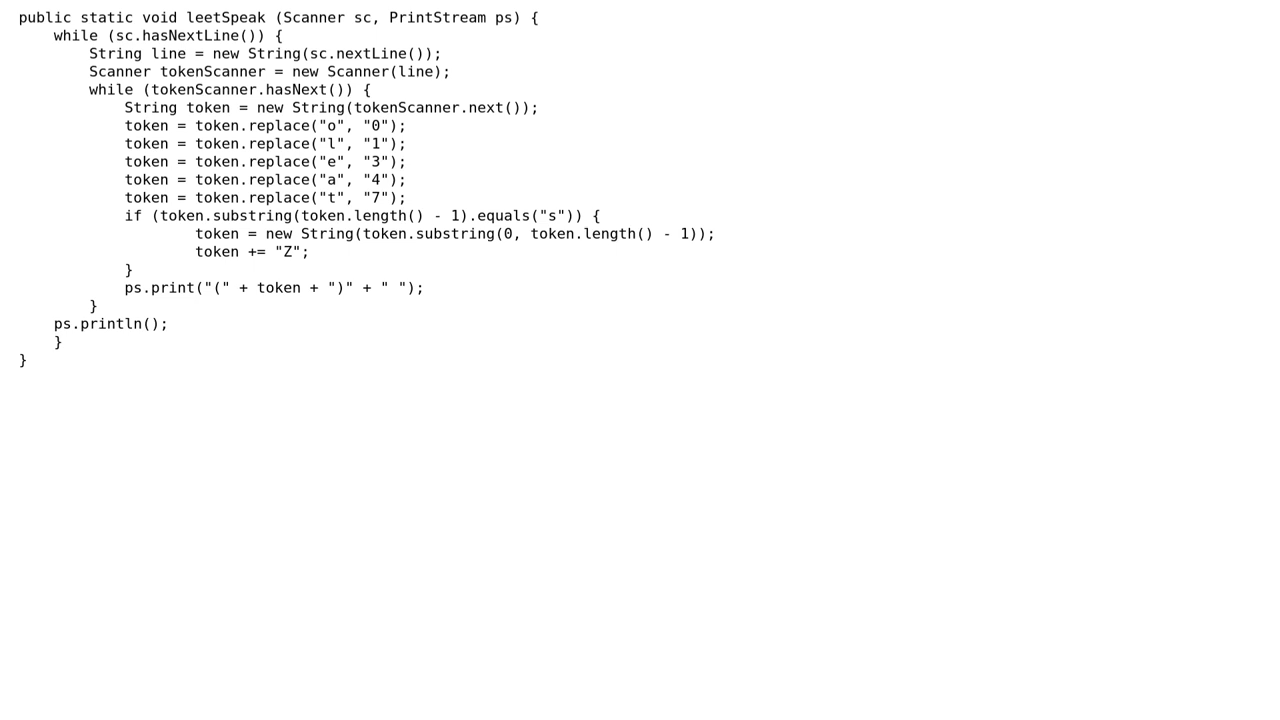 public static void leetSpeak (Scanner sc, PrintStream ps) {
    while (sc.hasNextLine()) {
        String line = new String(sc.nextLine());
        Scanner tokenScanner = new Scanner(line);
        while (tokenScanner.hasNext()) {
            String token = new String(tokenScanner.next());
            token = token.replace("o", "0");
            token = token.replace("l", "1");
            token = token.replace("e", "3");
            token = token.replace("a", "4");
            token = token.replace("t", "7");
            if (token.substring(token.length() - 1).equals("s")) {
                    token = new String(token.substring(0, token.length() - 1));
                    token += "Z";
            }
            ps.print("(" + token + ")" + " ");
        }
    ps.println();
    }
}